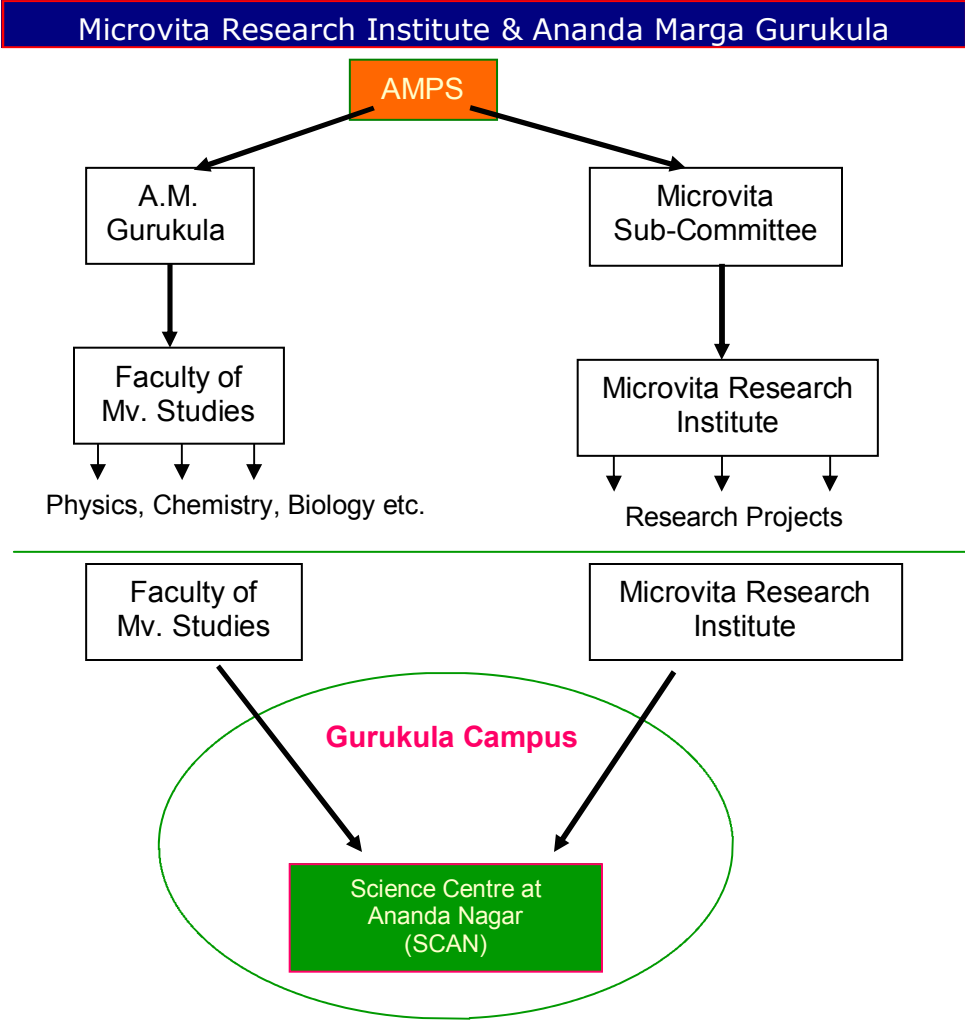 Microvita Research Institute & Ananda Marga Gurukula
AMPS
A.M.
Gurukula
Microvita
Sub-Committee
Faculty of
Mv. Studies
Microvita Research
Institute
Physics, Chemistry, Biology etc.
Research Projects
Faculty of
Mv. Studies
Microvita Research
Institute
Gurukula Campus
Science Centre at
Ananda Nagar
(SCAN)